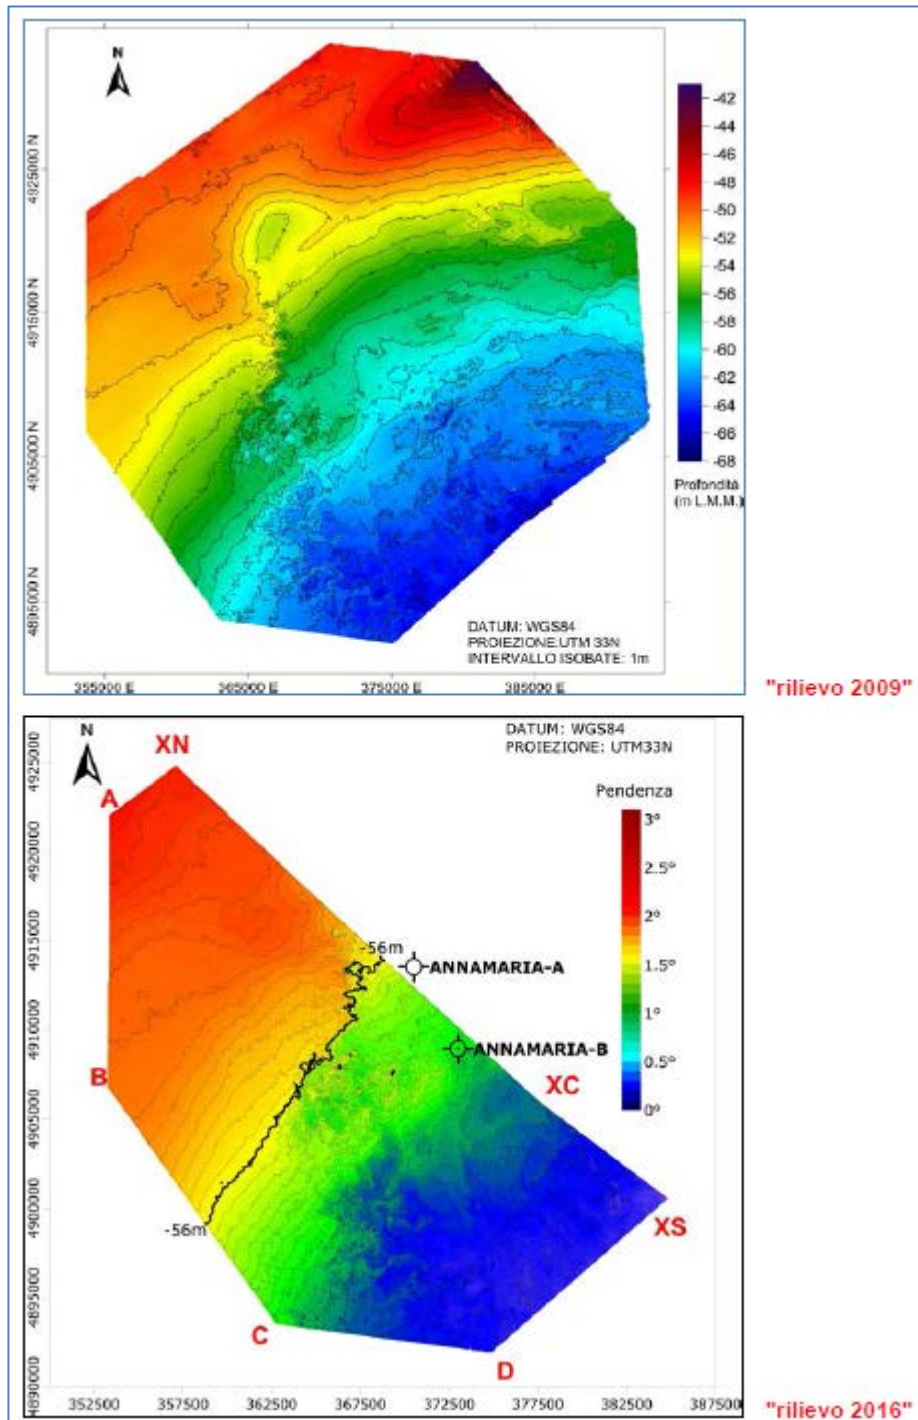 N
4925000 N
4915000 N
4905000 N
4895000 N
355000 E
365000 E
375000 E
385000 E
-42
-44
-46
-48
-50
-52
-54
-56
-58
-60
-62
-64
-66
-68
Profondità
(m L.M.M.)
DATUM: WGS84
PROIEZIONE:UTM 33N
INTERVALLO ISOBATE: 1m
"rilievo 2009"
N
DATUM: WGS84
PROIEZIONE: UTM33N
Pendenza
3°
2.5°
2°
1.5°
1°
0.5°
0°
XN
A
B
C
D
XC
XS
-56m
ANNAMARIA-A
ANNAMARIA-B
-56m
4925000
4920000
4915000
4910000
4905000
4900000
4895000
4890000
352500
357500
362500
367500
372500
377500
382500
387500
"rilievo 2016"